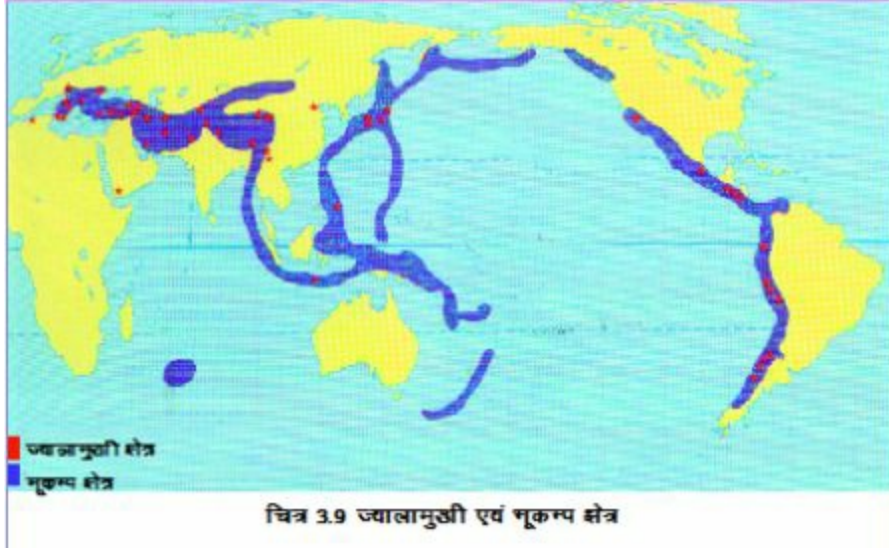 ज्वालामुखी क्षेत्र
भूकम्प क्षेत्र
चित्र 3.9 ज्वालामुखी एवं भूकम्प क्षेत्र